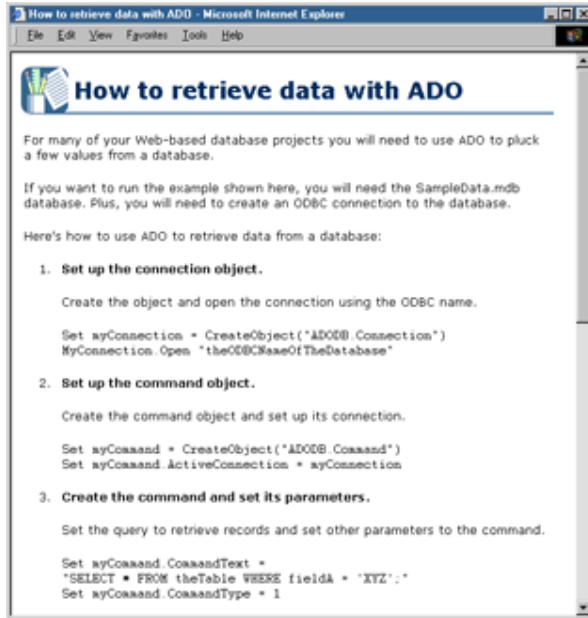 How to retrieve data with ADO - Microsoft Internet Explorer
File Edit View Favorites Tools Help
How to retrieve data with ADO
For many of your Web-based database projects you will need to use ADO to pluck
a few values from a database.
If you want to run the example shown here, you will need the SampleData.mdb
database. Plus, you will need to create an ODBC connection to the database.
Here's how to use ADO to retrieve data from a database:
1. Set up the connection object.
Create the object and open the connection using the ODBC name.
Set myConnection = CreateObject("ADODB.Connection")
MyConnection.Open "theODBCNameOfTheDatabase"
2. Set up the command object.
Create the command object and set up its connection.
Set myCommand = CreateObject("ADODB.Command")
Set myCommand.ActiveConnection = myConnection
3. Create the command and set its parameters.
Set the query to retrieve records and set other parameters to the command.
Set myCommand.CommandText =
"SELECT * FROM theTable WHERE fieldA = 'XYZ';"
Set myCommand.CommandType = 1